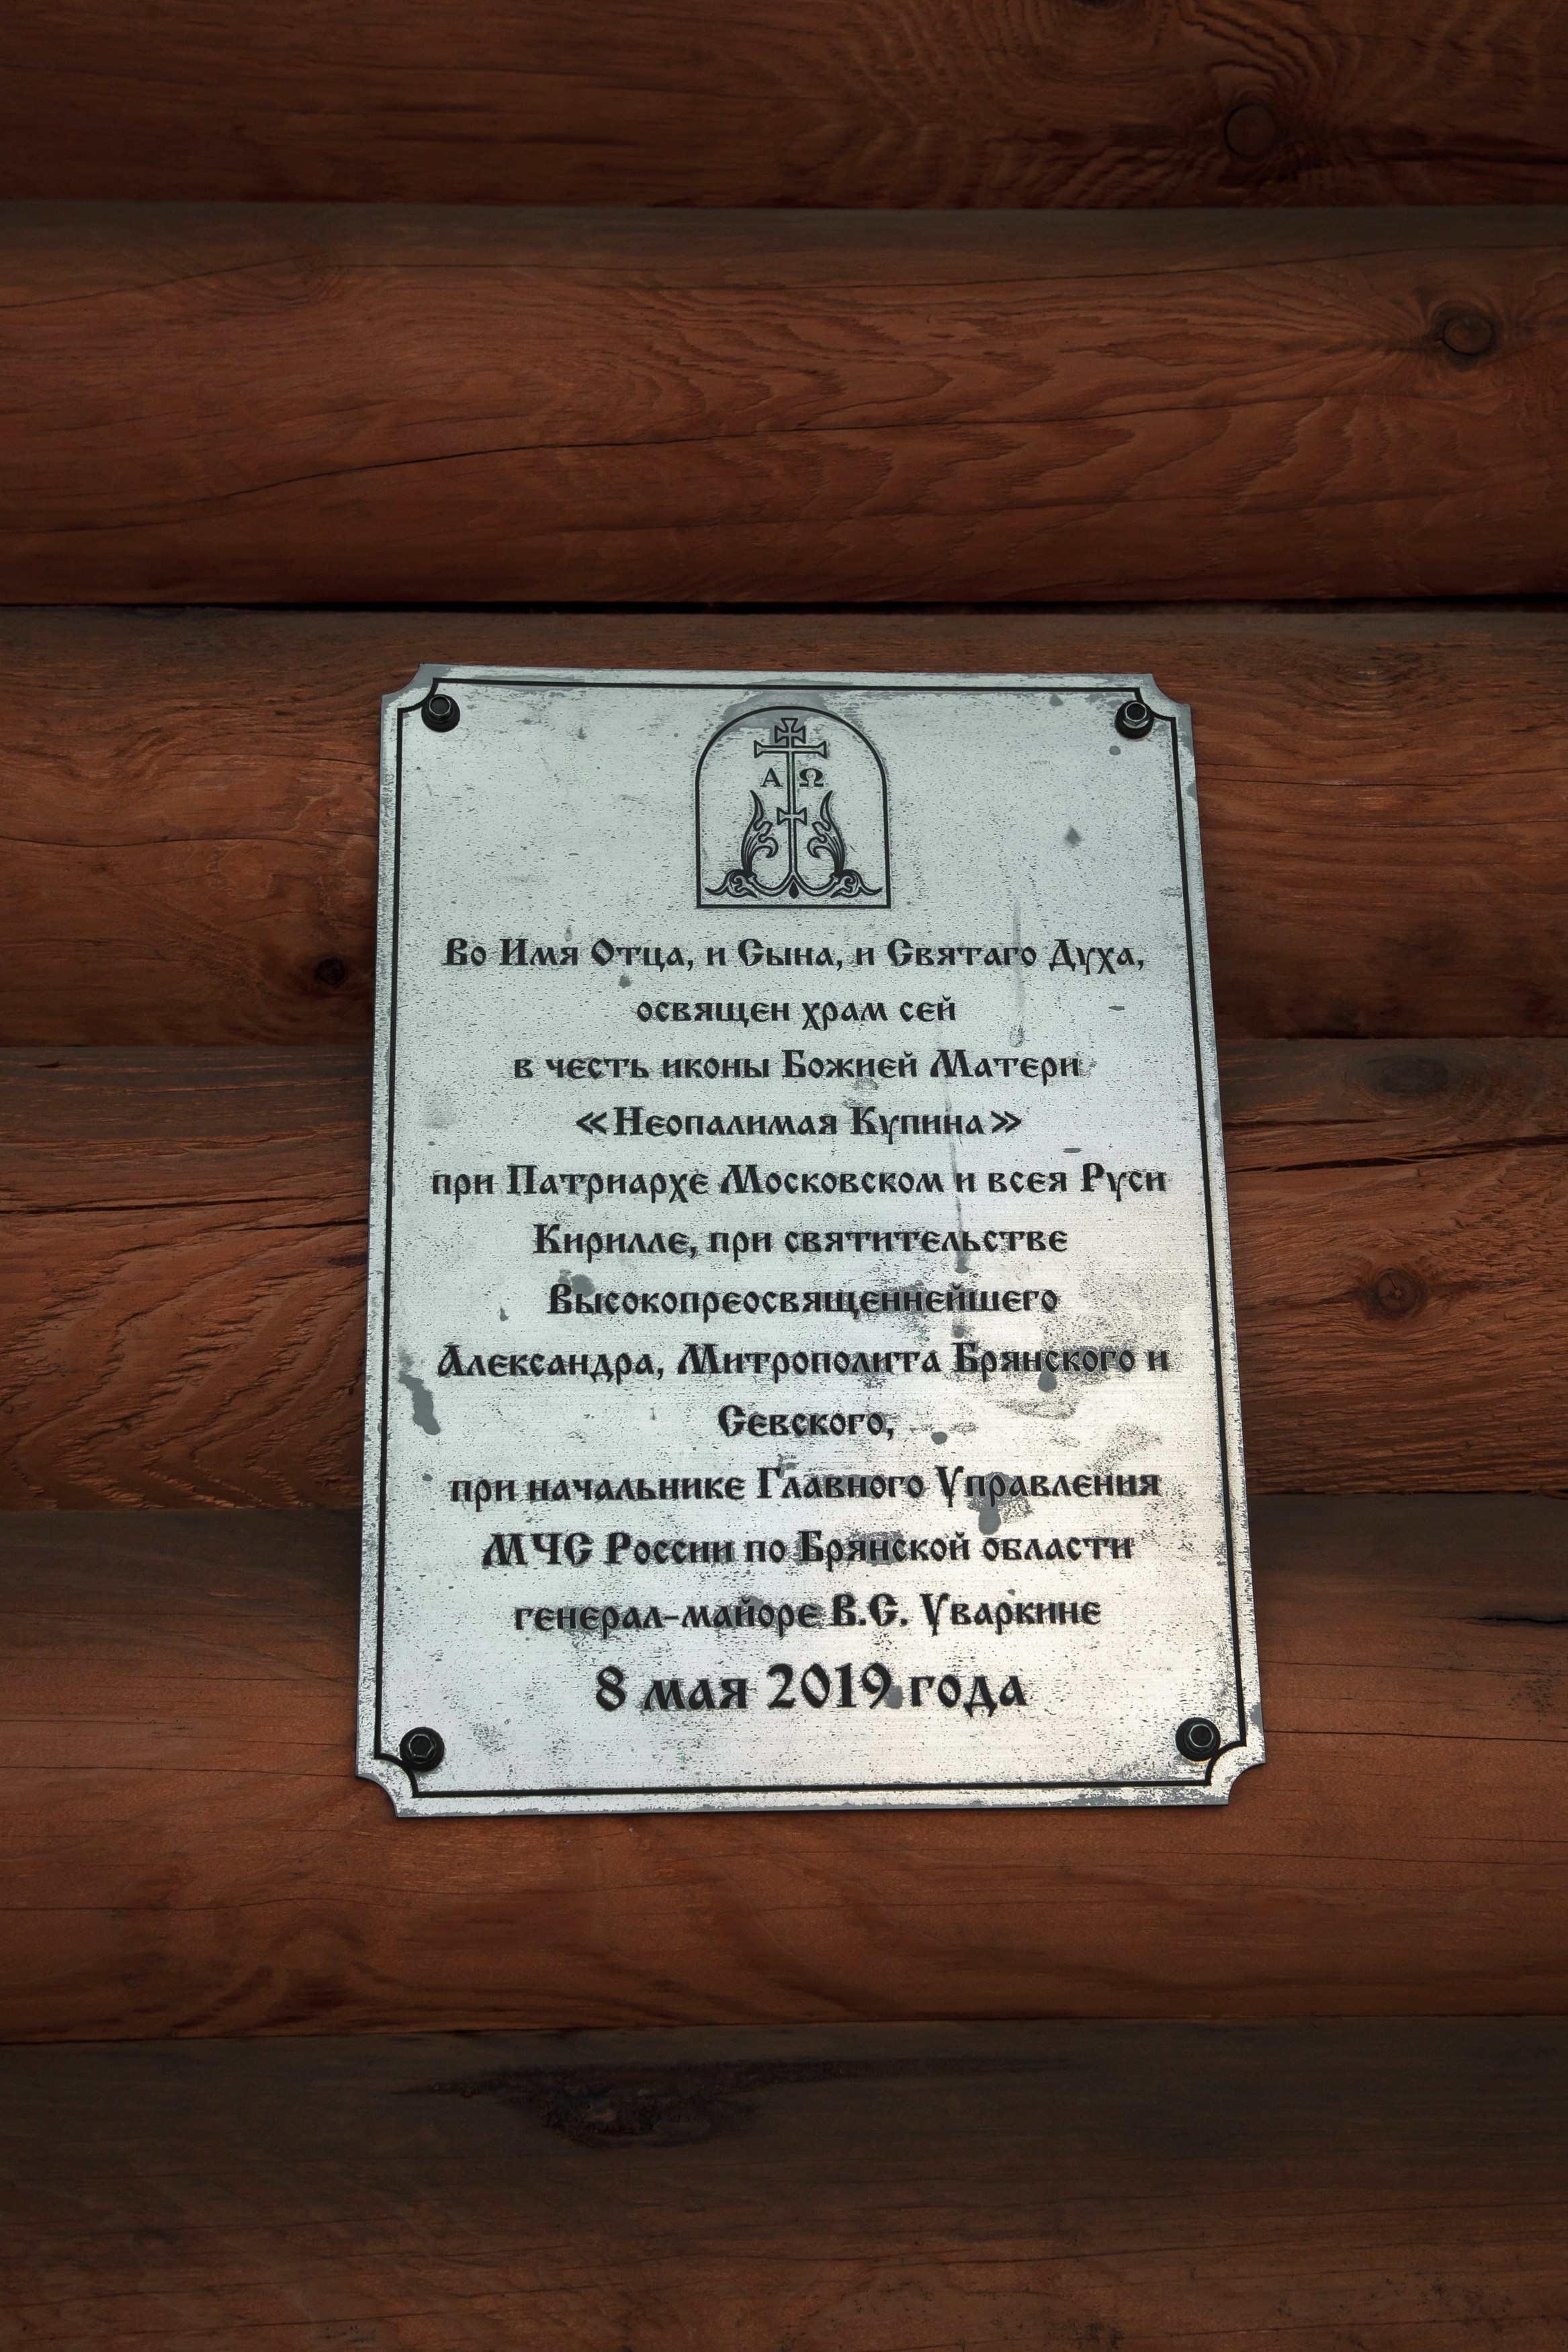 Α Ω
Во Имя Отца, и Сына, и Святаго Духа,
освящен храм сей
в честь иконы Божией Матери
«Неопалимая Купина»
при Патриархе Московском и всея Руси
Кирилле, при святительстве
Высокопреосвященнейшего
Александра, Митрополита Брянского и
Севского,
при начальнике Главного Управления
МЧС России по Брянской области
генерал-майоре В.С. Уваркине
8 мая 2019 года